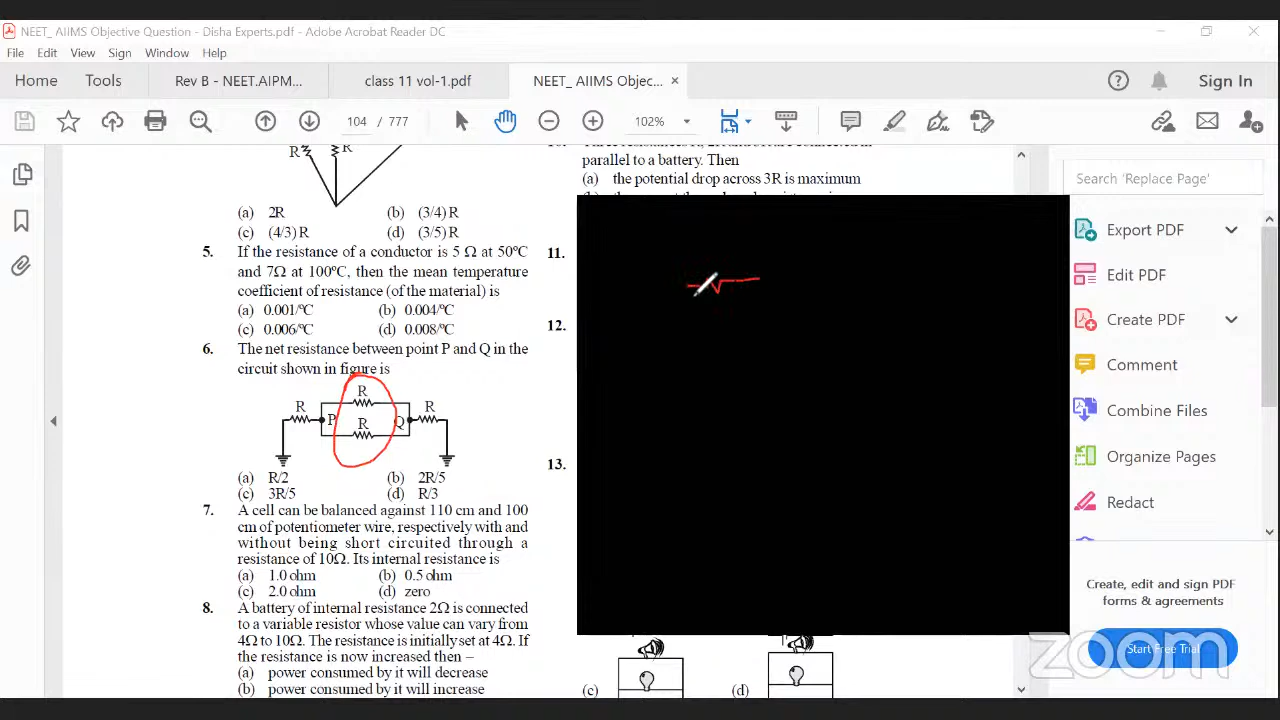 NEET_ AIIMS Objective Question - Disha Experts.pdf - Adobe Acrobat Reader DC
File Edit View Sign Window Help
Home Tools Rev B - NEET.AIPM... class 11 vol-1.pdf NEET_ AIIMS Objec... × Sign In
104 / 777 102%
R R
(a) 2R (b) (3/4) R
(c) (4/3) R (d) (3/5) R
5. If the resistance of a conductor is 5 Ω at 50ºC
and 7Ω at 100ºC, then the mean temperature
coefficient of resistance (of the material) is
(a) 0.001/ºC (b) 0.004/ºC
(c) 0.006/ºC (d) 0.008/ºC
6. The net resistance between point P and Q in the
circuit shown in figure is
R
R P Q R
R
(a) R/2 (b) 2R/5
(c) 3R/5 (d) R/3
7. A cell can be balanced against 110 cm and 100
cm of potentiometer wire, respectively with and
without being short circuited through a
resistance of 10Ω. Its internal resistance is
(a) 1.0 ohm (b) 0.5 ohm
(c) 2.0 ohm (d) zero
8. A battery of internal resistance 2Ω is connected
to a variable resistor whose value can vary from
4Ω to 10Ω. The resistance is initially set at 4Ω. If
the resistance is now increased then –
(a) power consumed by it will decrease
(b) power consumed by it will increase
parallel to a battery. Then
(a) the potential drop across 3R is maximum
11.
12.
13.
(c) (d)
Search 'Replace Page'
Export PDF
Edit PDF
Create PDF
Comment
Combine Files
Organize Pages
Redact
Create, edit and sign PDF
forms & agreements
Start Free Trial
zoom